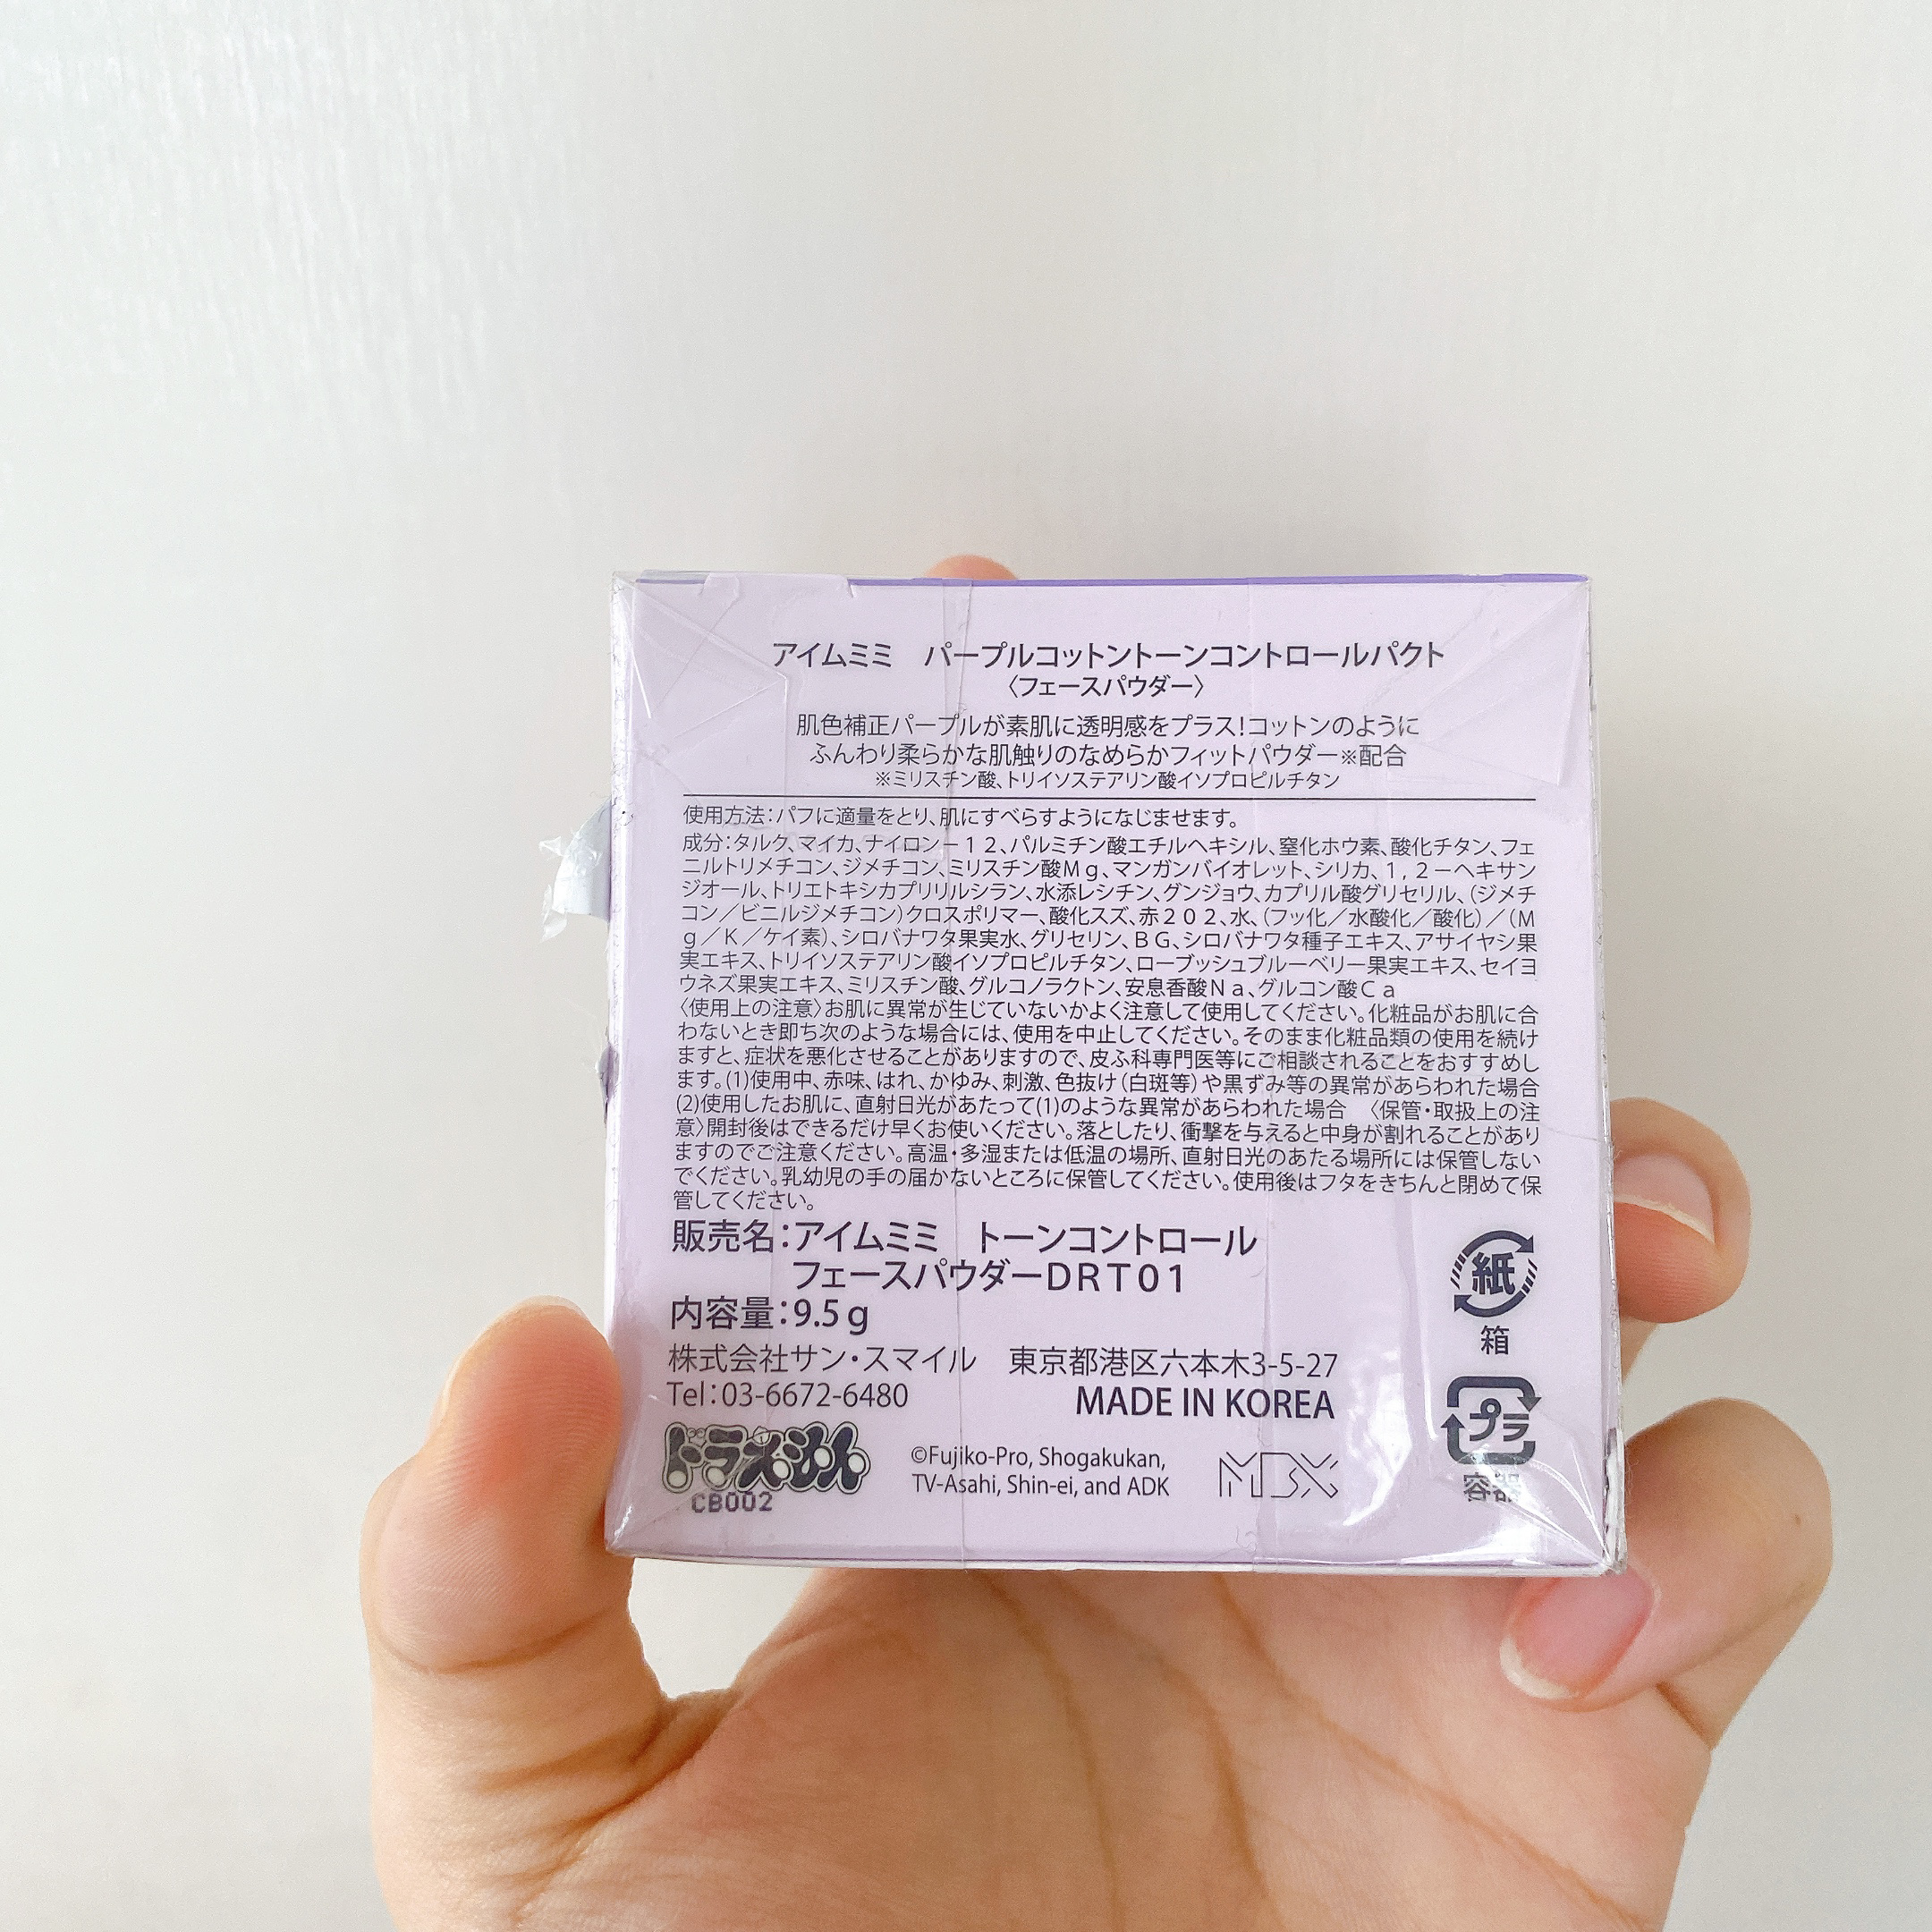 アイムミミ　パープルコットントーンコントロールパクト
〈フェースパウダー〉
肌色補正パープルが素肌に透明感をプラス！コットンのように
ふんわり柔らかな肌触りのなめらかフィットパウダー※配合
※ミリスチン酸、トリイソステアリン酸イソプロピルチタン
使用方法：パフに適量をとり、肌にすべらすようになじませます。
成分：タルク、マイカ、ナイロン－１２、パルミチン酸エチルヘキシル、窒化ホウ素、酸化チタン、フェ
ニルトリメチコン、ジメチコン、ミリスチン酸Ｍｇ、マンガンバイオレット、シリカ、１，２－ヘキサン
ジオール、トリエトキシカプリリルシラン、水添レシチン、グンジョウ、カプリル酸グリセリル、（ジメチ
コン／ビニルジメチコン）クロスポリマー、酸化スズ、赤２０２、水、（フッ化／水酸化／酸化）／（Ｍ
ｇ／Ｋ／ケイ素）、シロバナワタ果実水、グリセリン、ＢＧ、シロバナワタ種子エキス、アサイヤシ果
実エキス、トリイソステアリン酸イソプロピルチタン、ローブッシュブルーベリー果実エキス、セイヨ
ウネズ果実エキス、ミリスチン酸、グルコノラクトン、安息香酸Ｎａ、グルコン酸Ｃａ
〈使用上の注意〉お肌に異常が生じていないかよく注意して使用してください。化粧品がお肌に合
わないとき即ち次のような場合には、使用を中止してください。そのまま化粧品類の使用を続け
ますと、症状を悪化させることがありますので、皮ふ科専門医等にご相談されることをおすすめし
ます。(1)使用中、赤味、はれ、かゆみ、刺激、色抜け（白斑等）や黒ずみ等の異常があらわれた場合
(2)使用したお肌に、直射日光があたって(1)のような異常があらわれた場合　〈保管・取扱上の注
意〉開封後はできるだけ早くお使いください。落としたり、衝撃を与えると中身が割れることがあり
ますのでご注意ください。高温・多湿または低温の場所、直射日光のあたる場所には保管しない
でください。乳幼児の手の届かないところに保管してください。使用後はフタをきちんと閉めて保
管してください。
販売名：アイムミミ　トーンコントロール
フェースパウダーＤＲＴ０１
内容量：9.5ｇ
紙
箱
株式会社サン・スマイル　東京都港区六本木3-5-27
Tel：03-6672-6480　MADE IN KOREA
プラ
容器
ドラえもん
©Fujiko-Pro, Shogakukan,
TV-Asahi, Shin-ei, and ADK
MBX
CB002